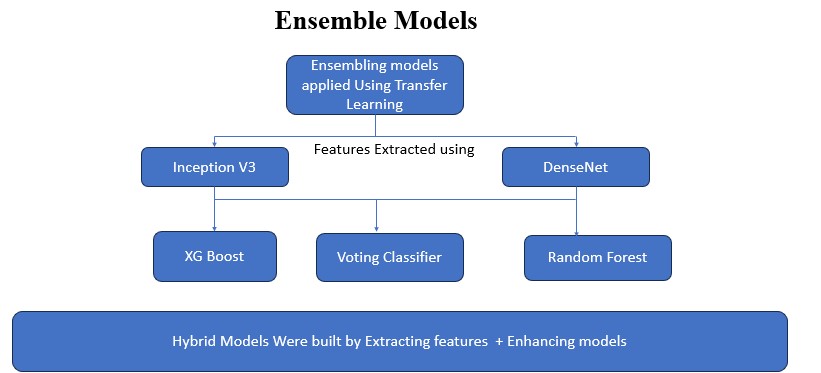 Ensemble Models
Ensembling models
applied Using Transfer
Learning
Features Extracted using
Inception V3
DenseNet
XG Boost
Voting Classifier
Random Forest
Hybrid Models Were built by Extracting features + Enhancing models